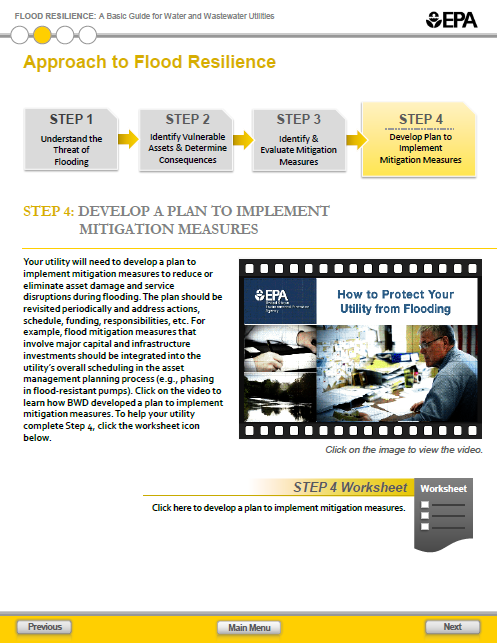 FLOOD RESILIENCE: A Basic Guide for Water and Wastewater Utilities
EPA
Approach to Flood Resilience
STEP 1
Understand the
Threat of
Flooding
STEP 2
Identify Vulnerable
Assets & Determine
Consequences
STEP 3
Identify &
Evaluate Mitigation
Measures
STEP 4
Develop Plan to
Implement
Mitigation Measures
STEP 4: DEVELOP A PLAN TO IMPLEMENT
MITIGATION MEASURES
Your utility will need to develop a plan to
implement mitigation measures to reduce or
eliminate asset damage and service
disruptions during flooding. The plan should be
revisited periodically and address actions,
schedule, funding, responsibilities, etc. For
example, flood mitigation measures that
involve major capital and infrastructure
investments should be integrated into the
utility's overall scheduling in the asset
management planning process (e.g., phasing
in flood-resistant pumps). Click on the video to
learn how BWD developed a plan to implement
mitigation measures. To help your utility
complete Step 4, click the worksheet icon
below.
EPA
United States
Environmental Protection
Agency
How to Protect Your
Utility from Flooding
Click on the image to view the video.
STEP 4 Worksheet
Worksheet
Click here to develop a plan to implement mitigation measures.
Previous
Main Menu
Next